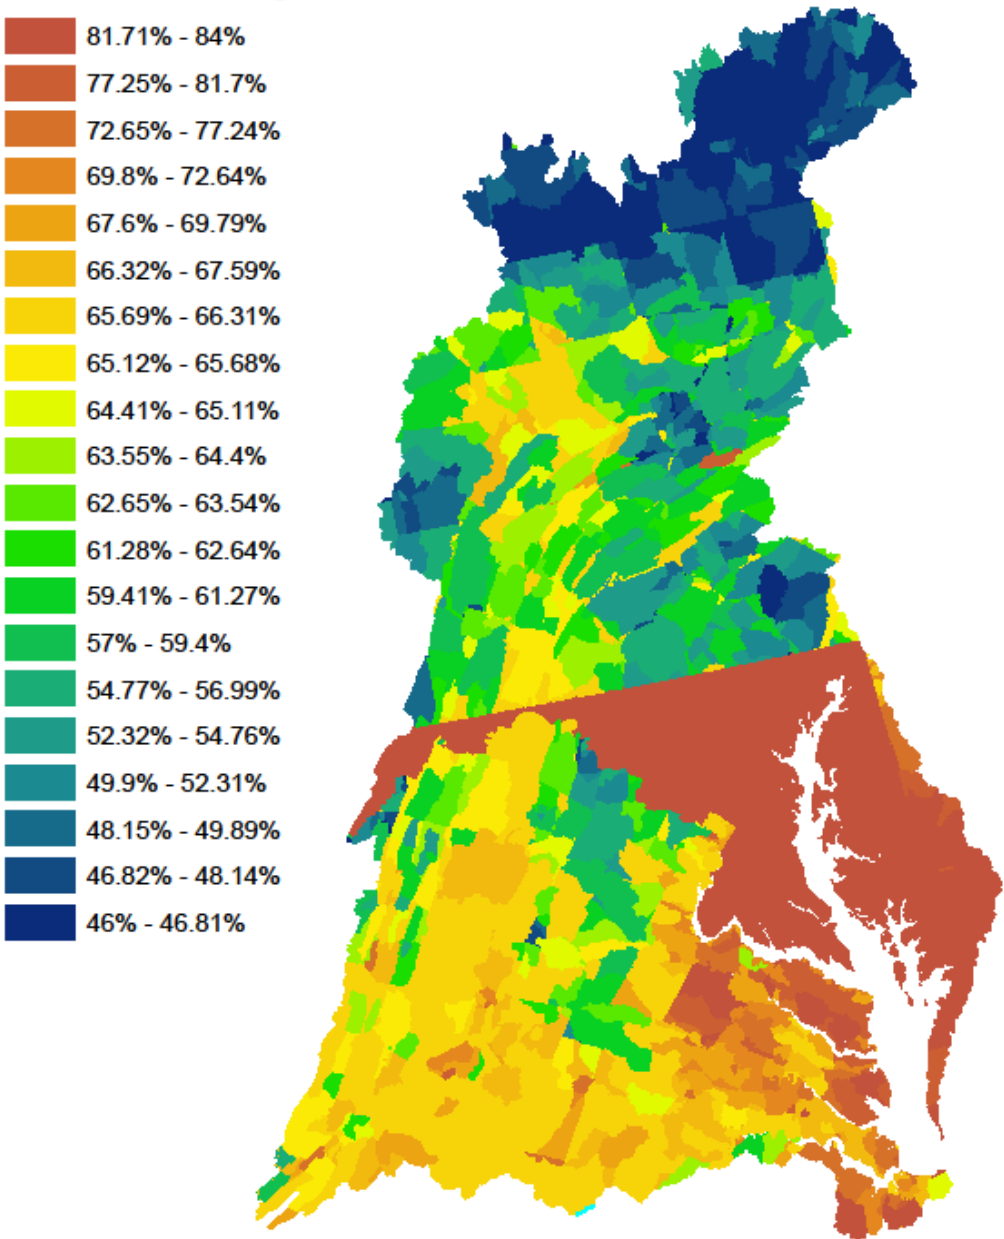 81.71% - 84%
77.25% - 81.7%
72.65% - 77.24%
69.8% - 72.64%
67.6% - 69.79%
66.32% - 67.59%
65.69% - 66.31%
65.12% - 65.68%
64.41% - 65.11%
63.55% - 64.4%
62.65% - 63.54%
61.28% - 62.64%
59.41% - 61.27%
57% - 59.4%
54.77% - 56.99%
52.32% - 54.76%
49.9% - 52.31%
48.15% - 49.89%
46.82% - 48.14%
46% - 46.81%